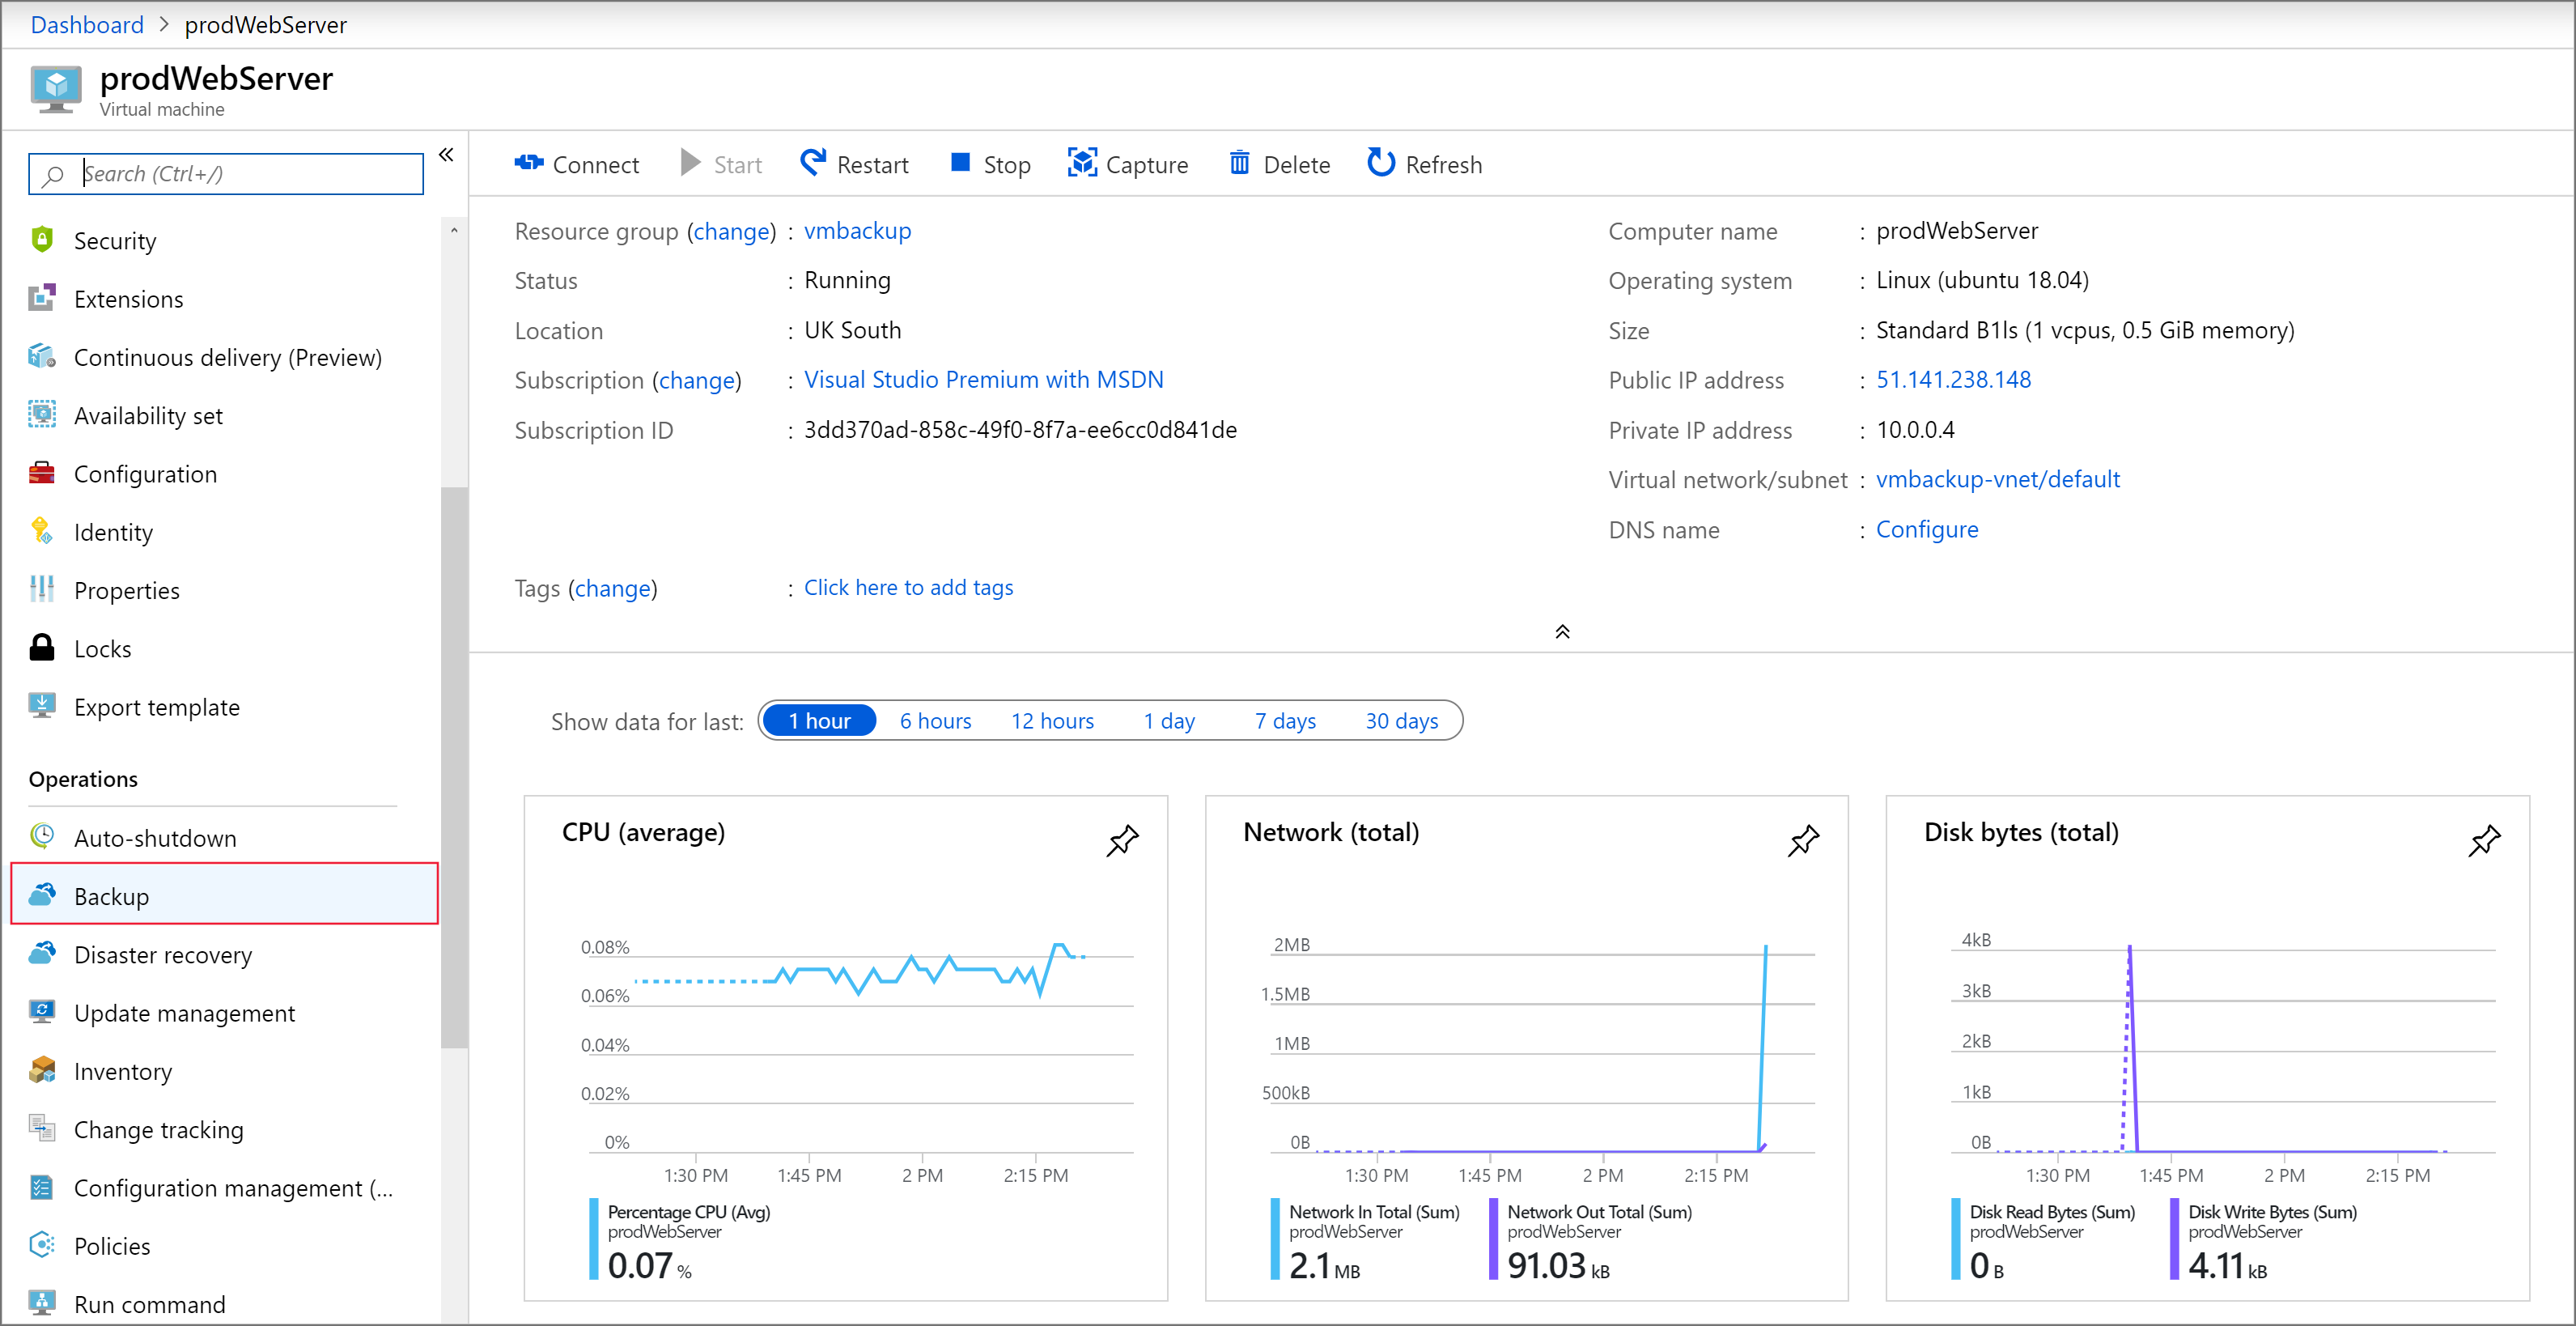 Dashboard > prodWebServer
prodWebServer
Virtual machine
Search (Ctrl+/)
«
Security
Extensions
Continuous delivery (Preview)
Availability set
Configuration
Identity
Properties
Locks
Export template
Operations
Auto-shutdown
Backup
Disaster recovery
Update management
Inventory
Change tracking
Configuration management (...
Policies
Run command
Connect Start Restart Stop Capture Delete Refresh
Resource group (change) : vmbackup
Status : Running
Location : UK South
Subscription (change) : Visual Studio Premium with MSDN
Subscription ID : 3dd370ad-858c-49f0-8f7a-ee6cc0d841de
Computer name : prodWebServer
Operating system : Linux (ubuntu 18.04)
Size : Standard B1ls (1 vcpus, 0.5 GiB memory)
Public IP address : 51.141.238.148
Private IP address : 10.0.0.4
Virtual network/subnet : vmbackup-vnet/default
DNS name : Configure
Tags (change) : Click here to add tags
Show data for last: 1 hour 6 hours 12 hours 1 day 7 days 30 days
CPU (average)
0.08%
0.06%
0.04%
0.02%
0%
1:30 PM 1:45 PM 2 PM 2:15 PM
Percentage CPU (Avg)
prodWebServer
0.07 %
Network (total)
2MB
1.5MB
1MB
500kB
0B
1:30 PM 1:45 PM 2 PM 2:15 PM
Network In Total (Sum)
prodWebServer
2.1 MB
Network Out Total (Sum)
prodWebServer
91.03 kB
Disk bytes (total)
4kB
3kB
2kB
1kB
0B
1:30 PM 1:45 PM 2 PM 2:15 PM
Disk Read Bytes (Sum)
prodWebServer
0 B
Disk Write Bytes (Sum)
prodWebServer
4.11 kB